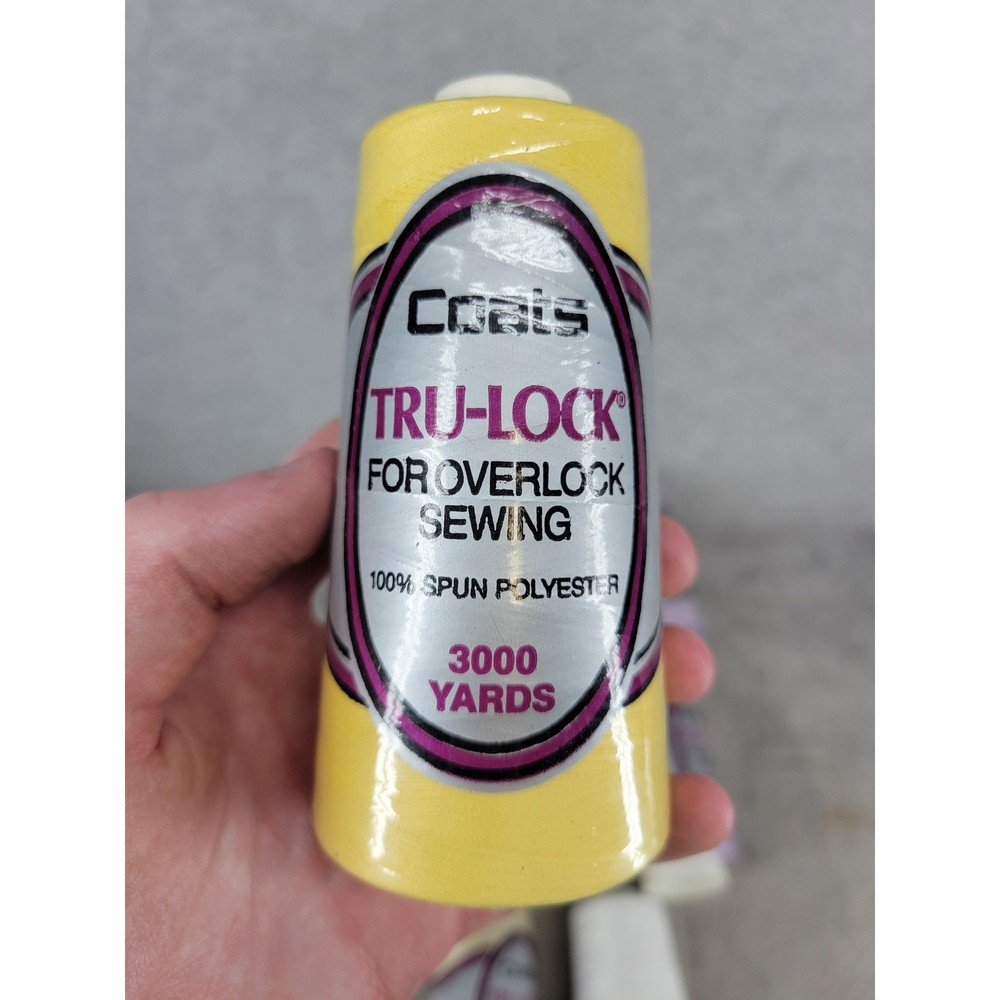 Coats
TRU-LOCK®
FOR OVERLOCK
SEWING
100% SPUN POLYESTER
3000
YARDS